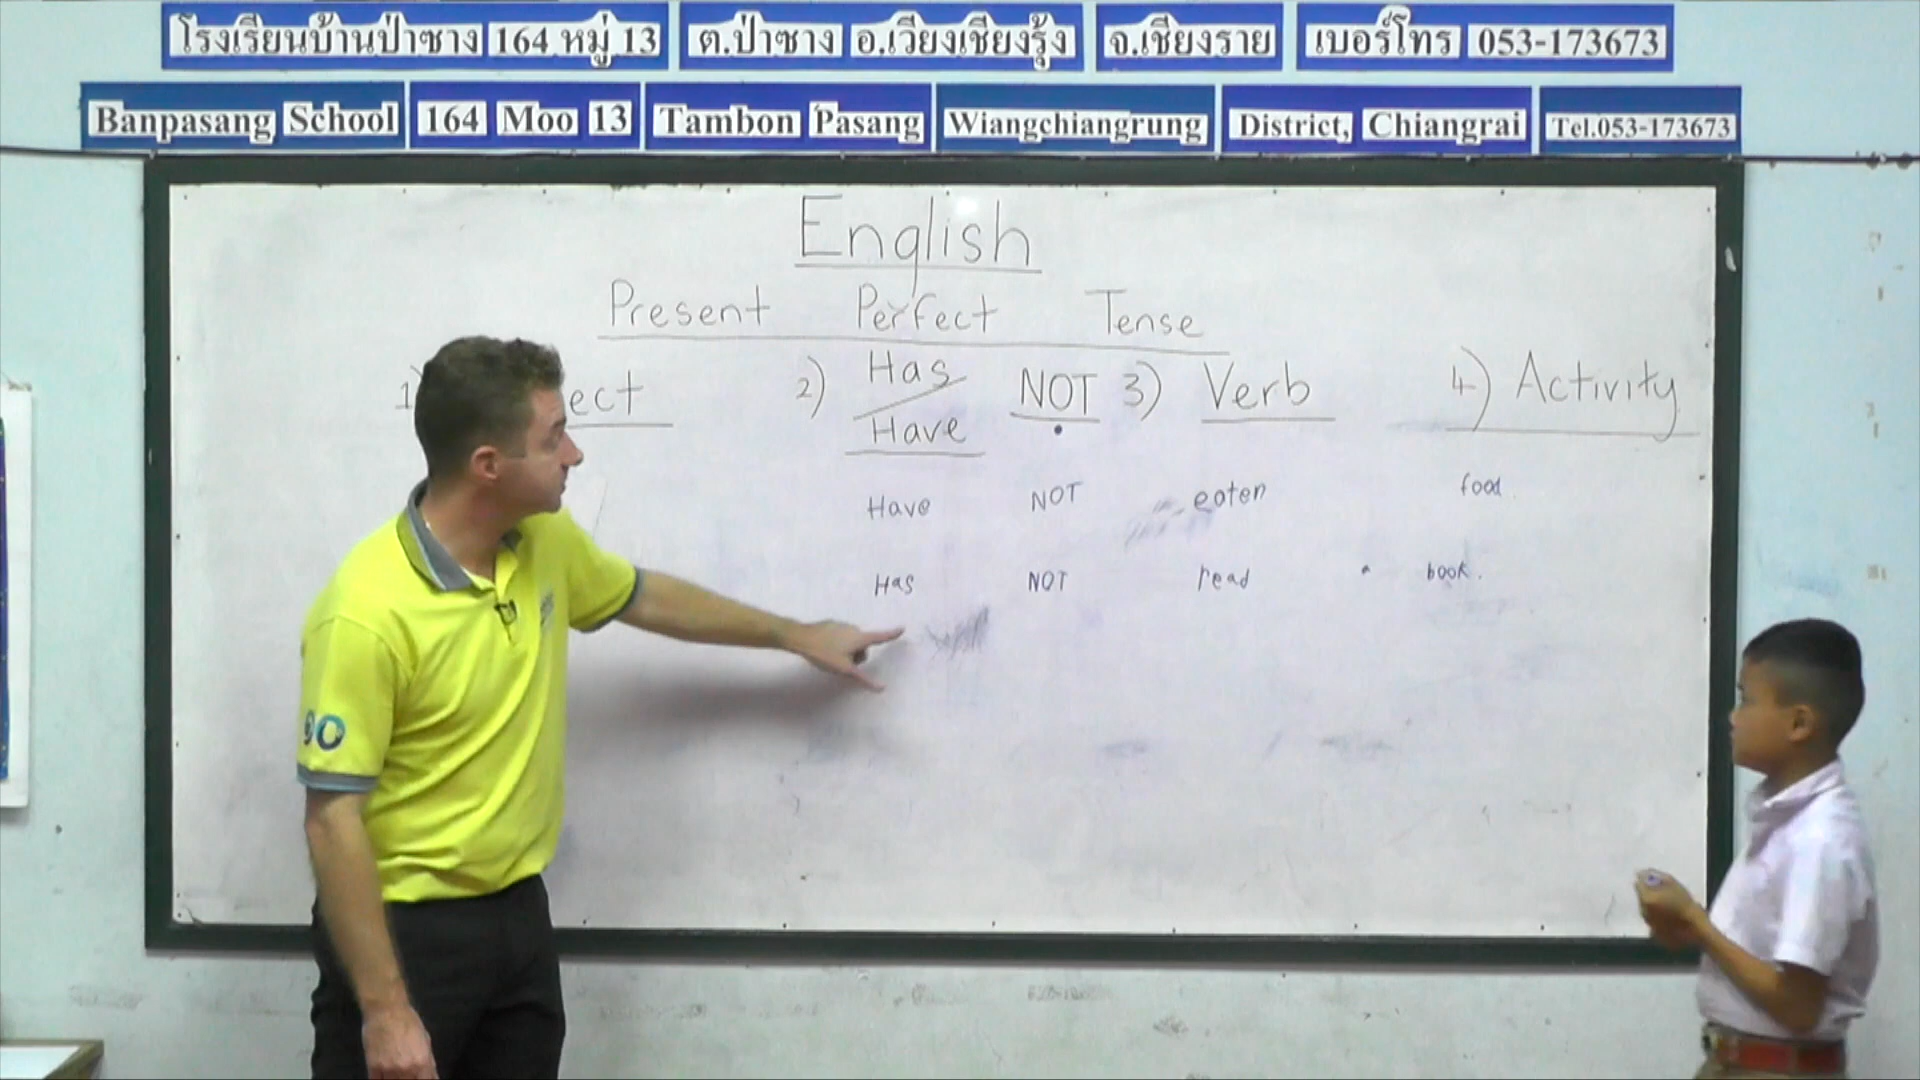 โรงเรียนบ้านป่าซาง 164 หมู่ 13 ต.ป่าซาง อ.เวียงเชียงรุ้ง จ.เชียงราย เบอร์โทร 053-173673
Banpasang School 164 Moo 13 Tambon Pasang Wiangchiangrung District, Chiangrai Tel.053-173673
English
Present Perfect Tense
1) ect 2) Has/Have NOT 3) Verb 4) Activity
Have NOT eaten food.
Has NOT read book.
90